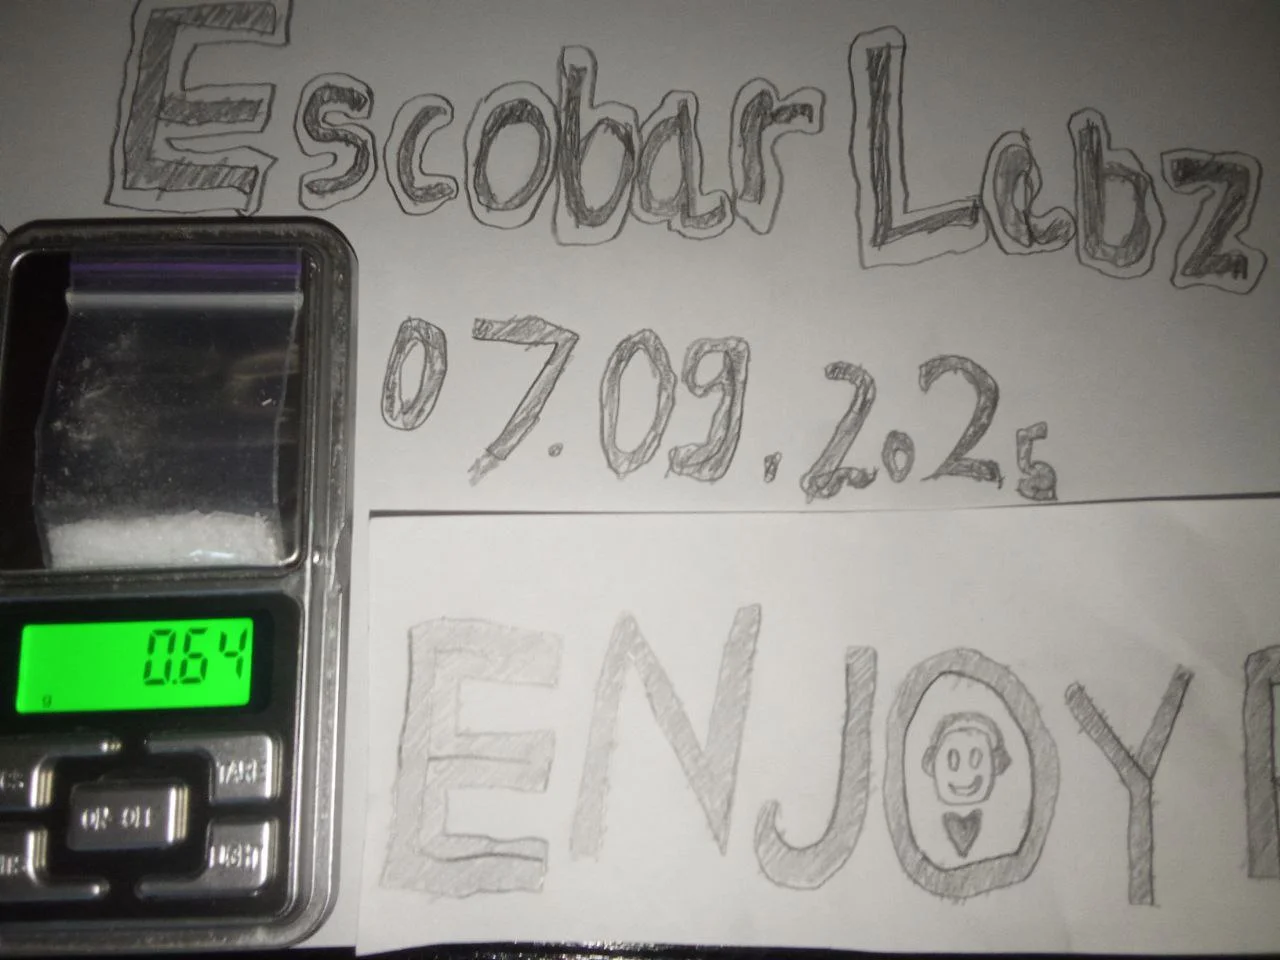 Escobar Labz
07.09.2025
0.64
g
TARE
ON-OFF
LIGHT
ENJOY